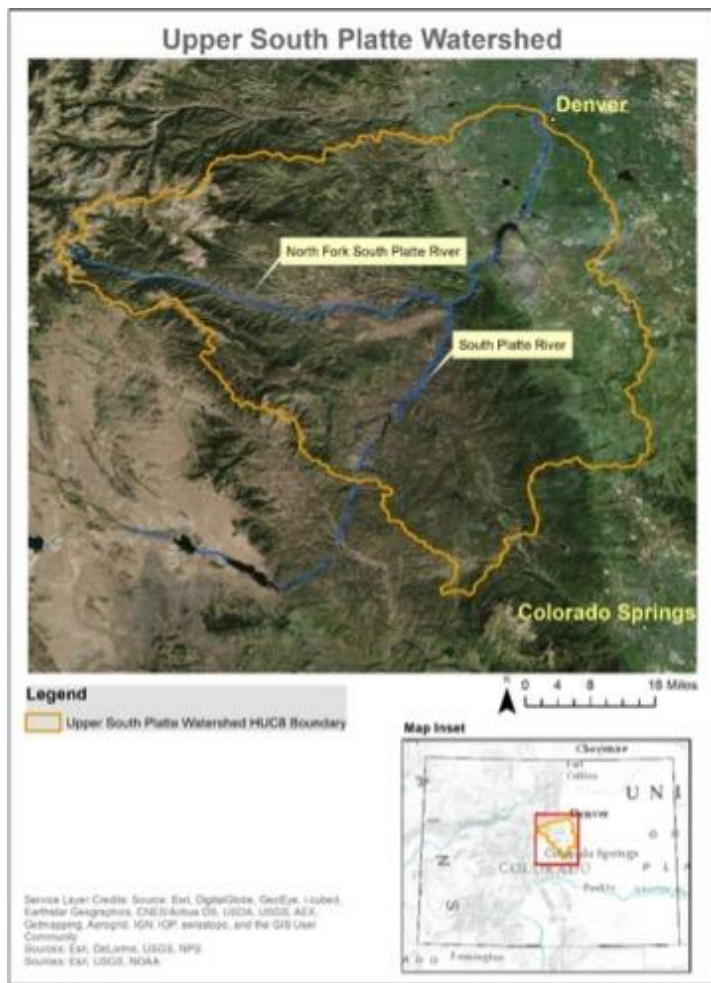 Upper South Platte Watershed
Denver
North Fork South Platte River
South Platte River
Colorado Springs
Legend
Upper South Platte Watershed HUC8 Boundary
N
0 4 8 16 Miles
Map Inset
Cheyenne
Fort
Collins
U N I
Denver
Colorado Springs
COLORADO
Pueblo
P L A
A
I
N
S
Farmington
Service Layer Credits: Source: Esri, DigitalGlobe, GeoEye, i-cubed,
Earthstar Geographics, CNES/Airbus DS, USDA, USGS, AEX,
Getmapping, Aerogrid, IGN, IGP, swisstopo, and the GIS User
Community
Sources: Esri, DeLorme, USGS, NPS
Sources: Esri, USGS, NOAA